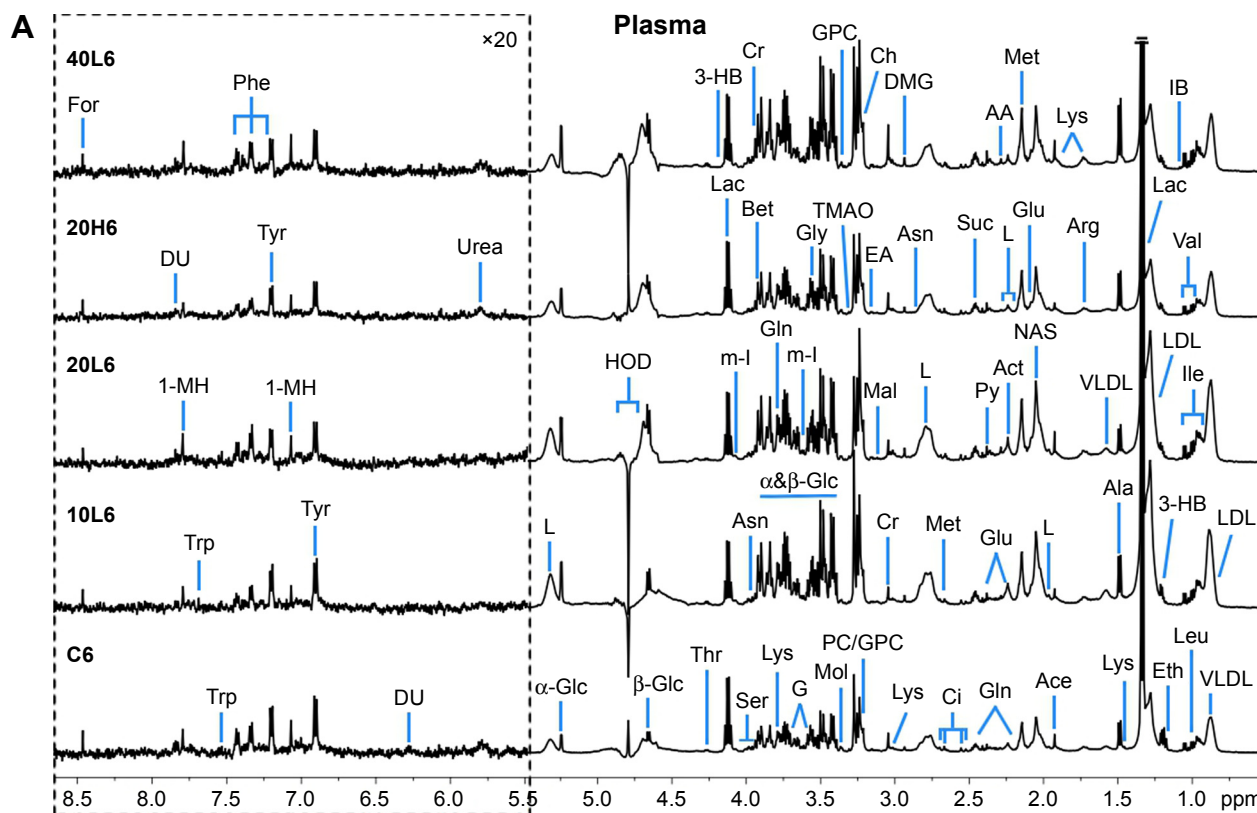 A
Plasma
×20
40L6
GPC
Cr
Ch
Met
3-HB
DMG
IB
Phe
For
AA
Lys
20H6
Lac
Bet
TMAO
Gly
EA
Asn
Suc
L
Glu
Arg
Lac
Val
Tyr
Urea
DU
20L6
Gln
NAS
HOD
m-I
m-I
Mal
L
Py
Act
VLDL
LDL
Ile
1-MH
1-MH
α&β-Glc
10L6
Tyr
Trp
L
Asn
Cr
Met
Glu
L
Ala
3-HB
LDL
C6
PC/GPC
Leu
Thr
Lys
Mol
Trp
DU
α-Glc
β-Glc
Ser
G
Lys
Ci
Gln
Ace
Lys
Eth
VLDL
8.5 8.0 7.5 7.0 6.5 6.0 5.5 5.0 4.5 4.0 3.5 3.0 2.5 2.0 1.5 1.0 ppm